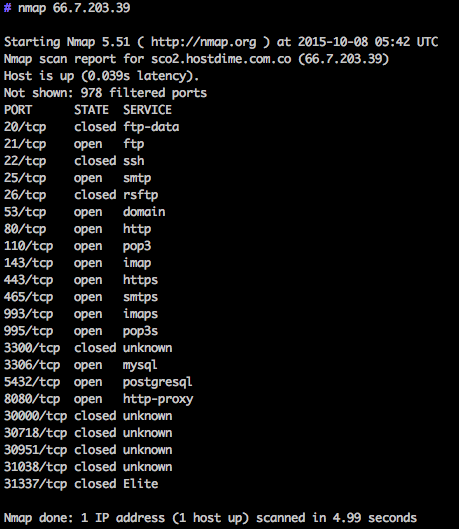 # nmap 66.7.203.39
Starting Nmap 5.51 ( http://nmap.org ) at 2015-10-08 05:42 UTC
Nmap scan report for sco2.hostdime.com.co (66.7.203.39)
Host is up (0.039s latency).
Not shown: 978 filtered ports
PORT      STATE  SERVICE
20/tcp    closed ftp-data
21/tcp    open   ftp
22/tcp    closed ssh
25/tcp    open   smtp
26/tcp    closed rsftp
53/tcp    open   domain
80/tcp    open   http
110/tcp   open   pop3
143/tcp   open   imap
443/tcp   open   https
465/tcp   open   smtps
993/tcp   open   imaps
995/tcp   open   pop3s
3300/tcp  closed unknown
3306/tcp  open   mysql
5432/tcp  open   postgresql
8080/tcp  open   http-proxy
30000/tcp closed unknown
30718/tcp closed unknown
30951/tcp closed unknown
31038/tcp closed unknown
31337/tcp closed Elite
Nmap done: 1 IP address (1 host up) scanned in 4.99 seconds